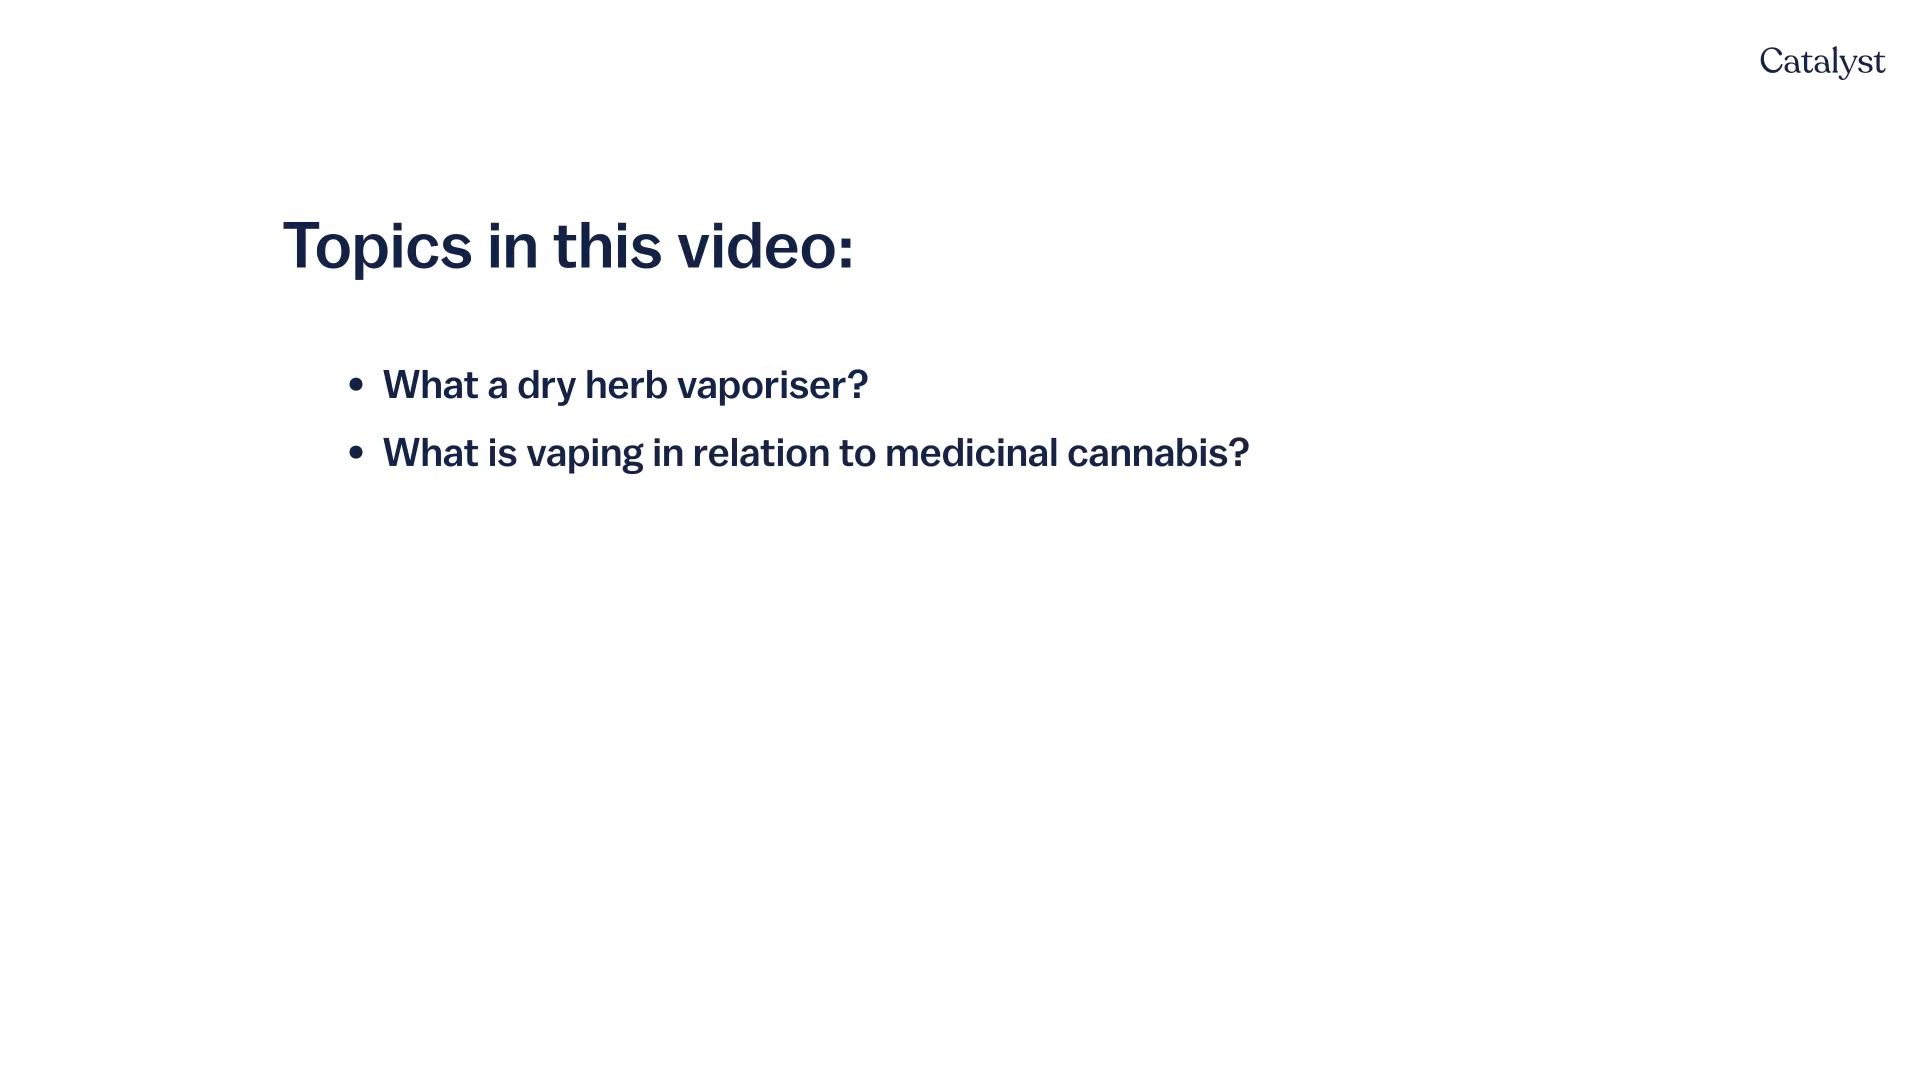 Catalyst
Topics in this video:
• What a dry herb vaporiser?
• What is vaping in relation to medicinal cannabis?